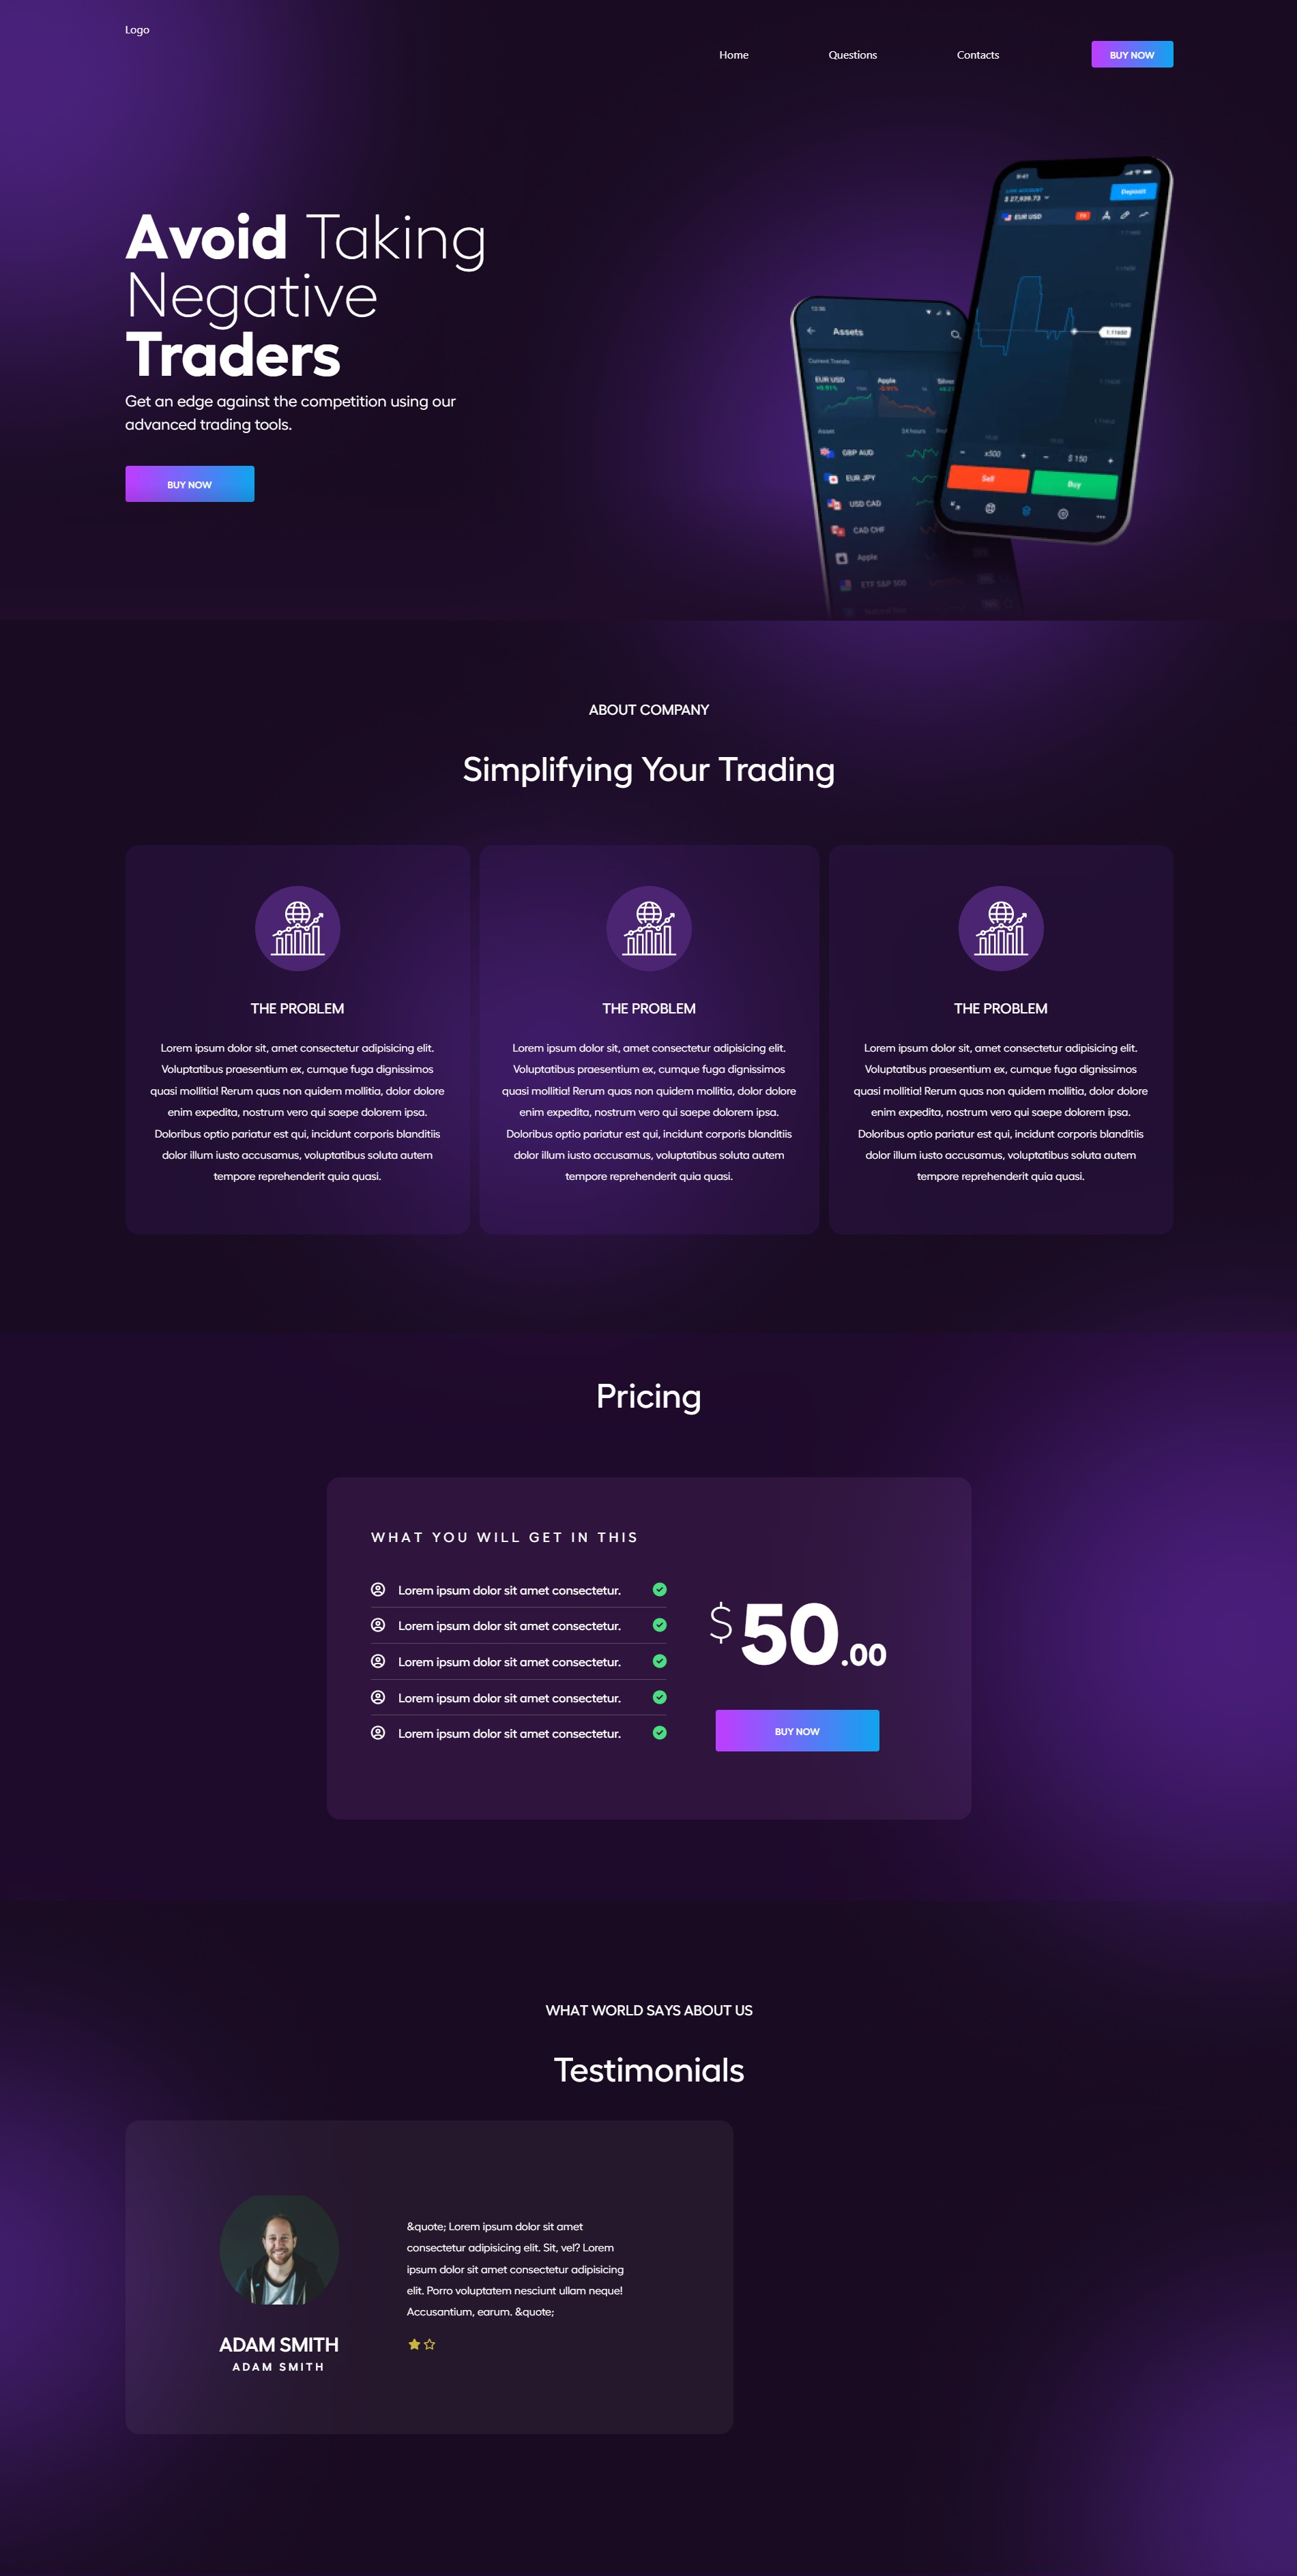 Logo
Home Questions Contacts BUY NOW
Avoid Taking
Negative
Traders
Get an edge against the competition using our
advanced trading tools.
BUY NOW
9:41
LIVE ACCOUNT
$ 27,939.73
Deposit
EUR USD
x500
$ 150
Sell
Buy
Assets
Current Trends
EUR USD
Apple
Silver
Asset
24 hours
GBP AUD
EUR JPY
USD CAD
CAD CHF
Apple
ETF S&P 500
ABOUT COMPANY
Simplifying Your Trading
THE PROBLEM
Lorem ipsum dolor sit, amet consectetur adipisicing elit.
Voluptatibus praesentium ex, cumque fuga dignissimos
quasi mollitia! Rerum quas non quidem mollitia, dolor dolore
enim expedita, nostrum vero qui saepe dolorem ipsa.
Doloribus optio pariatur est qui, incidunt corporis blanditiis
dolor illum iusto accusamus, voluptatibus soluta autem
tempore reprehenderit quia quasi.
THE PROBLEM
Lorem ipsum dolor sit, amet consectetur adipisicing elit.
Voluptatibus praesentium ex, cumque fuga dignissimos
quasi mollitia! Rerum quas non quidem mollitia, dolor dolore
enim expedita, nostrum vero qui saepe dolorem ipsa.
Doloribus optio pariatur est qui, incidunt corporis blanditiis
dolor illum iusto accusamus, voluptatibus soluta autem
tempore reprehenderit quia quasi.
THE PROBLEM
Lorem ipsum dolor sit, amet consectetur adipisicing elit.
Voluptatibus praesentium ex, cumque fuga dignissimos
quasi mollitia! Rerum quas non quidem mollitia, dolor dolore
enim expedita, nostrum vero qui saepe dolorem ipsa.
Doloribus optio pariatur est qui, incidunt corporis blanditiis
dolor illum iusto accusamus, voluptatibus soluta autem
tempore reprehenderit quia quasi.
Pricing
WHAT YOU WILL GET IN THIS
Lorem ipsum dolor sit amet consectetur.
Lorem ipsum dolor sit amet consectetur.
Lorem ipsum dolor sit amet consectetur.
Lorem ipsum dolor sit amet consectetur.
Lorem ipsum dolor sit amet consectetur.
$50.00
BUY NOW
WHAT WORLD SAYS ABOUT US
Testimonials
ADAM SMITH
ADAM SMITH
&quote; Lorem ipsum dolor sit amet
consectetur adipisicing elit. Sit, vel? Lorem
ipsum dolor sit amet consectetur adipisicing
elit. Porro voluptatem nesciunt ullam neque!
Accusantium, earum. &quote;